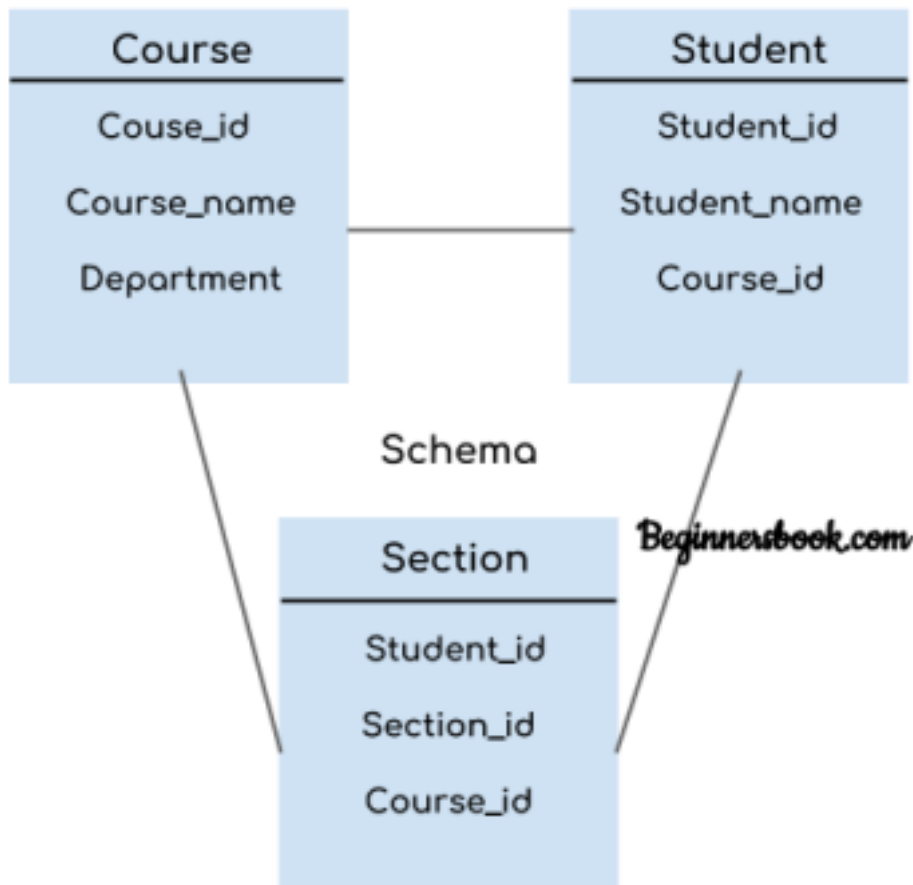 Course
Couse_id
Course_name
Department
Student
Student_id
Student_name
Course_id
Schema
Beginnersbook.com
Section
Student_id
Section_id
Course_id